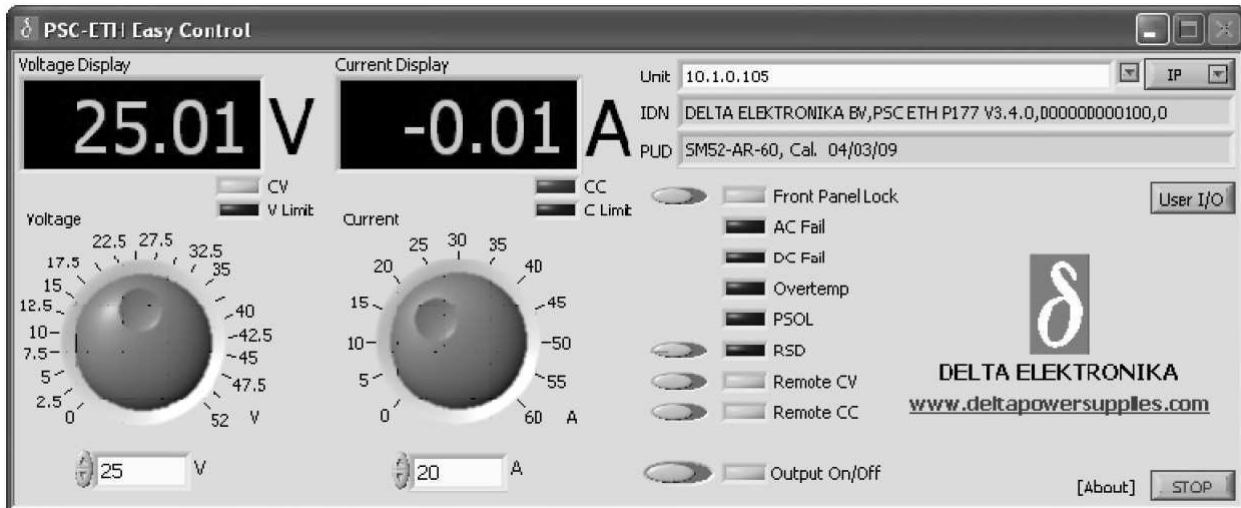 δ PSC-ETH Easy Control
Voltage Display
25.01 V
Current Display
-0.01 A
Unit 10.1.0.105 IP
IDN DELTA ELEKTRONIKA BV,PSC ETH P177 V3.4.0,D00000000100,0
PUD SM52-AR-60, Cal. 04/03/09
CV
V Limit
CC
C Limit
Voltage
0
2.5
5
7.5
10
12.5
15
17.5
22.5
27.5
32.5
35
40
42.5
45
47.5
52 V
25 V
Current
0
5
10
15
20
25
30
35
40
45
50
55
60 A
20 A
Front Panel Lock
AC Fail
DC Fail
Overtemp
PSOL
RSD
Remote CV
Remote CC
Output On/Off
User I/O
δ
DELTA ELEKTRONIKA
www.deltapowersupplies.com
[About] STOP